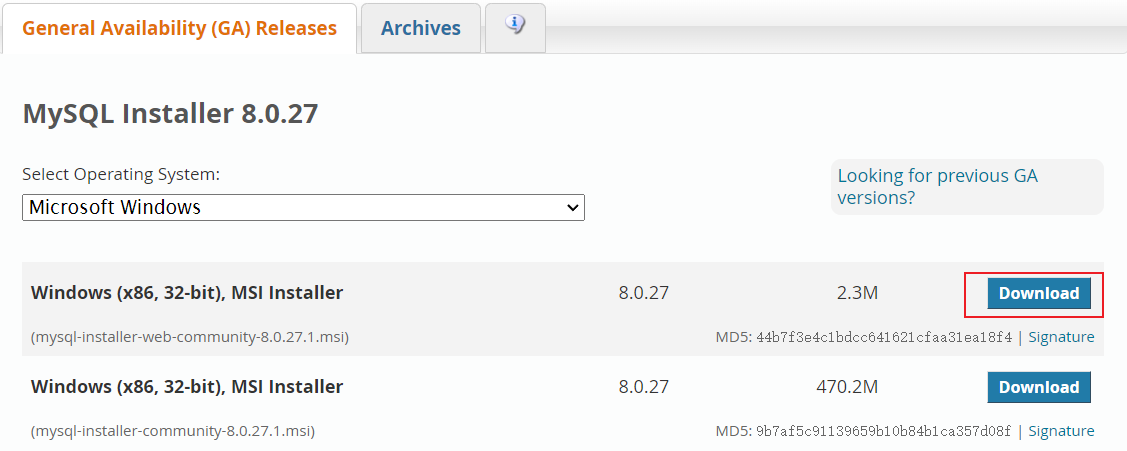 General Availability (GA) Releases
Archives
MySQL Installer 8.0.27
Select Operating System:
Looking for previous GA
versions?
Microsoft Windows
Windows (x86, 32-bit), MSI Installer 8.0.27 2.3M Download
(mysql-installer-web-community-8.0.27.1.msi) MD5: 44b7f3e4c1bdcc641621cfaa31ea18f4 | Signature
Windows (x86, 32-bit), MSI Installer 8.0.27 470.2M Download
(mysql-installer-community-8.0.27.1.msi) MD5: 9b7af5c91139659b10b84b1ca357d08f | Signature